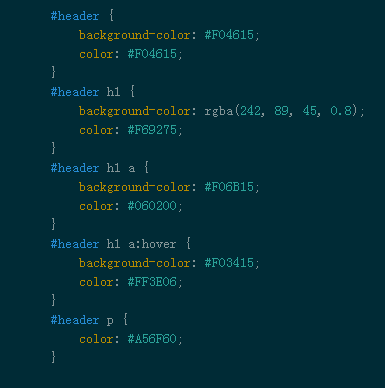 #header {
background-color: #F04615;
color: #F04615;
}
#header h1 {
background-color: rgba(242, 89, 45, 0.8);
color: #F69275;
}
#header h1 a {
background-color: #F06B15;
color: #060200;
}
#header h1 a:hover {
background-color: #F03415;
color: #FF3E06;
}
#header p {
color: #A56F60;
}